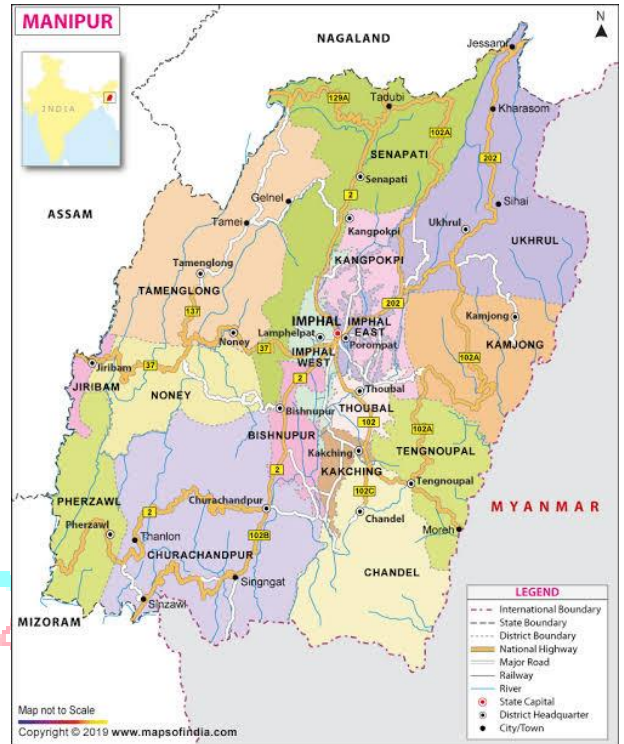 MANIPUR
N
INDIA
NAGALAND
Jessami
129A
Tadubi
Kharasom
102A
SENAPATI
202
2
Senapati
ASSAM
Gelnel
Sihai
Tamei
Kangpokpi
Ukhrul
UKHRUL
KANGPOKPI
Tamenglong
TAMENGLONG
202
137
IMPHAL
IMPHAL EAST
Kamjong
Noney
Lamphelpat
Porompat
KAMJONG
37
IMPHAL WEST
102A
Jiribam
37
2
JIRIBAM
NONEY
Thoubal
Bishnupur
THOUBAL
BISHNUPUR
102
102A
TENGNOUPAL
Kakching
KAKCHING
2
Tengnoupal
PHERZAWL
Churachandpur
102C
MYANMAR
2
Chandel
Pherzawl
Moreh
Thanlon
102B
CHURACHANDPUR
CHANDEL
Singngat
Sinzawl
MIZORAM
LEGEND
International Boundary
State Boundary
District Boundary
National Highway
Major Road
Railway
River
State Capital
District Headquarter
City/Town
Map not to Scale
Copyright © 2019 www.mapsofindia.com